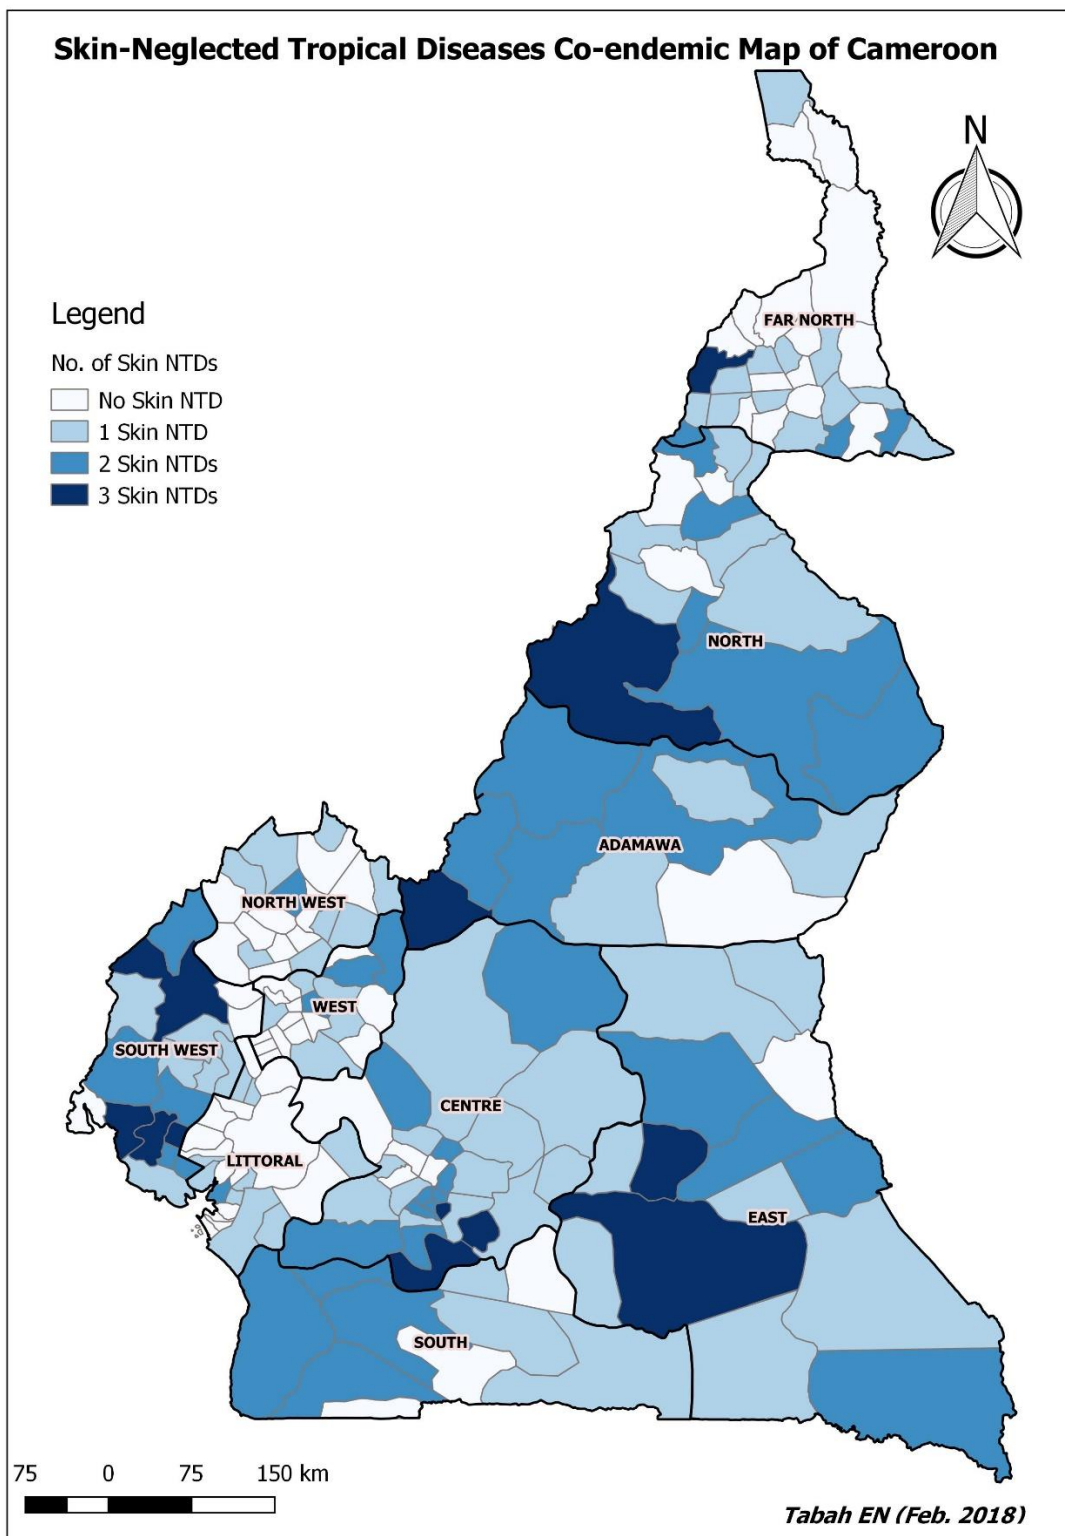 Skin-Neglected Tropical Diseases Co-endemic Map of Cameroon
N
Legend
No. of Skin NTDs
No Skin NTD
1 Skin NTD
2 Skin NTDs
3 Skin NTDs
FAR NORTH
NORTH
ADAMAWA
NORTH WEST
WEST
SOUTH WEST
CENTRE
LITTORAL
EAST
SOUTH
75 0 75 150 km
Tabah EN (Feb. 2018)